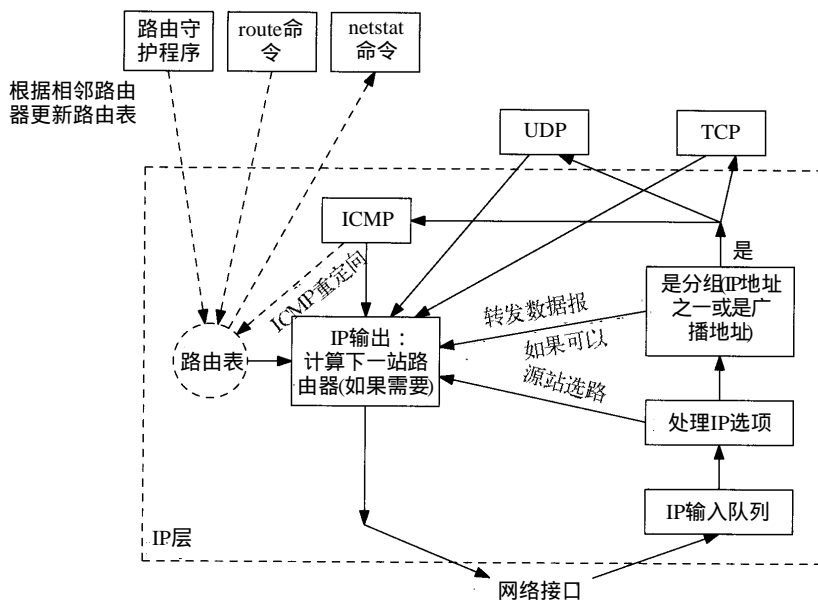 路由守
护程序
route命
令
netstat
命令
根据相邻路由
器更新路由表
UDP
TCP
ICMP
是
ICMP重定向
转发数据报
是分组(IP地址
之一或是广
播地址)
IP输出：
计算下一站路
由器(如果需要)
路由表
如果可以
源站选路
处理IP选项
IP输入队列
IP层
网络接口